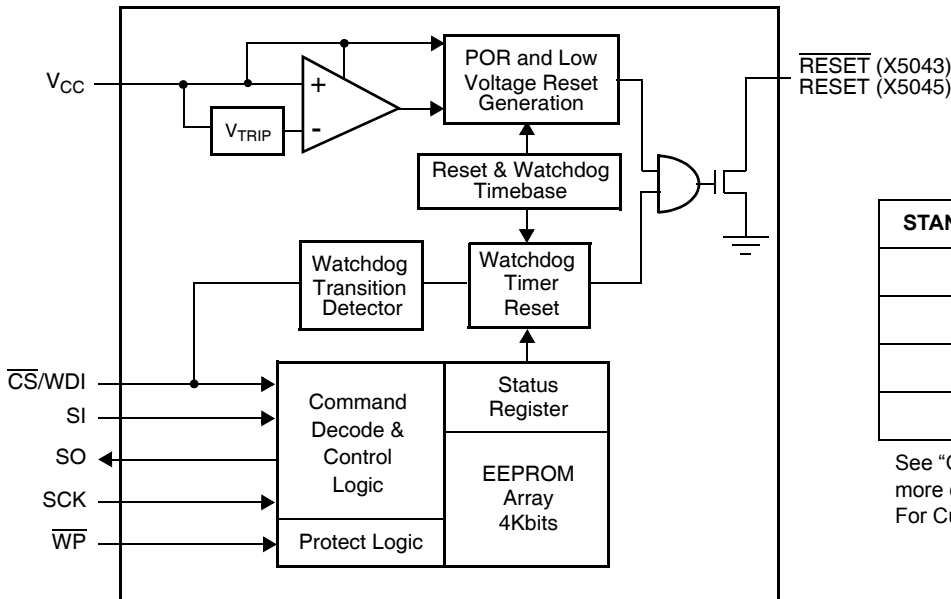 POR and Low
Voltage Reset
Generation
RESET (X5043)
RESET (X5045)
VCC
+
-
VTRIP
Reset & Watchdog
Timebase
Watchdog
Transition
Detector
Watchdog
Timer
Reset
CS/WDI
SI
SO
SCK
WP
Command
Decode &
Control
Logic
Status
Register
EEPROM
Array
4Kbits
Protect Logic
STAN
See “
more
For Cu